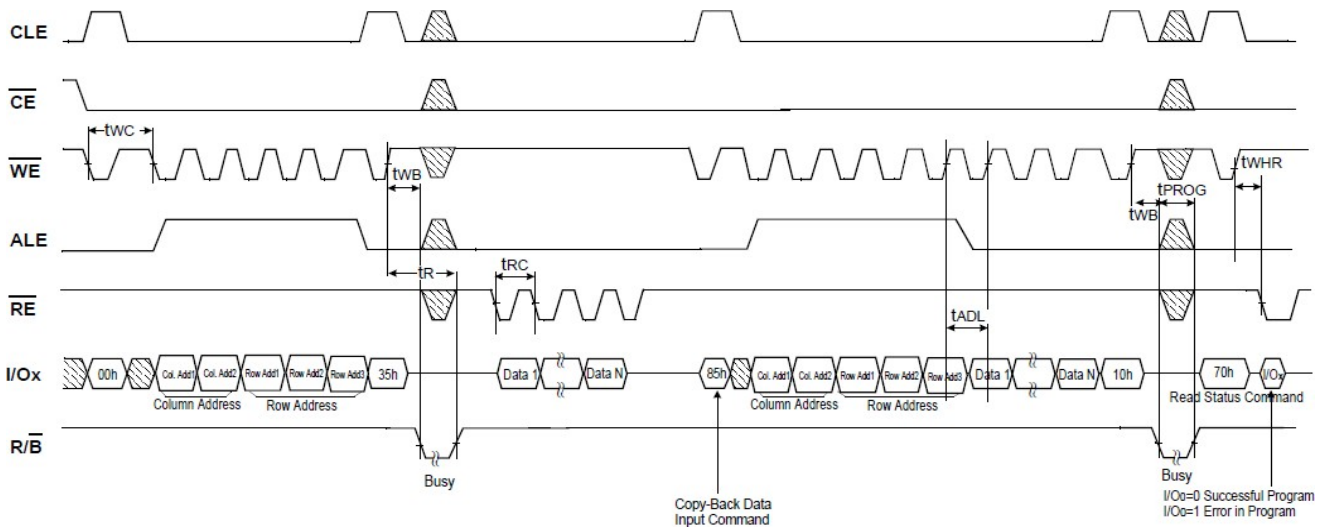 CLE
CE
tWC
WE
tWB
tWHR
tPROG
tWB
ALE
tR
tRC
RE
tADL
I/Ox 00h Col. Add1 Col. Add2 Row Add1 Row Add2 Row Add3 35h Data 1 Data N 85h Col. Add1 Col. Add2 Row Add1 Row Add2 Row Add3 Data 1 Data N 10h 70h I/Ox
Column Address Row Address Column Address Row Address Read Status Command
R/B
Busy Busy
Copy-Back Data
Input Command
I/Oo=0 Successful Program
I/Oo=1 Error in Program